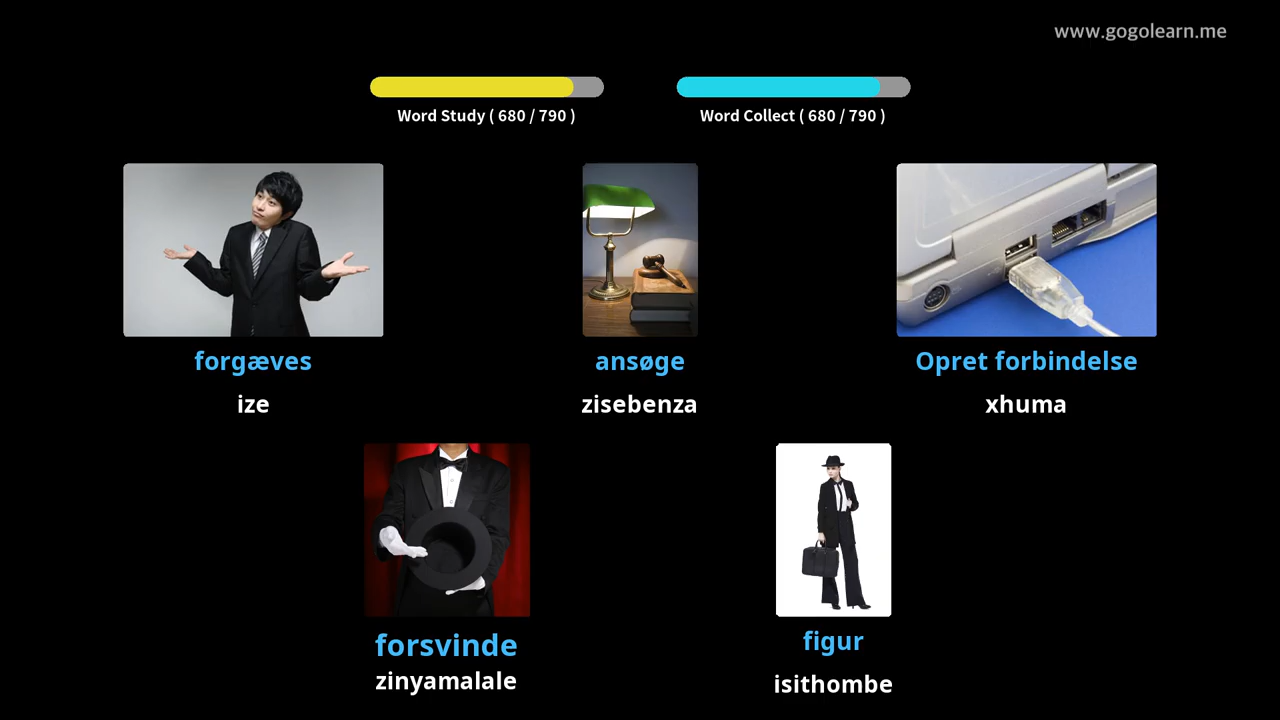 www.gogolearn.me
Word Study ( 680 / 790 )
Word Collect ( 680 / 790 )
forgæves
ansøge
Opret forbindelse
ize
zisebenza
xhuma
forsvinde
figur
zinyamalale
isithombe